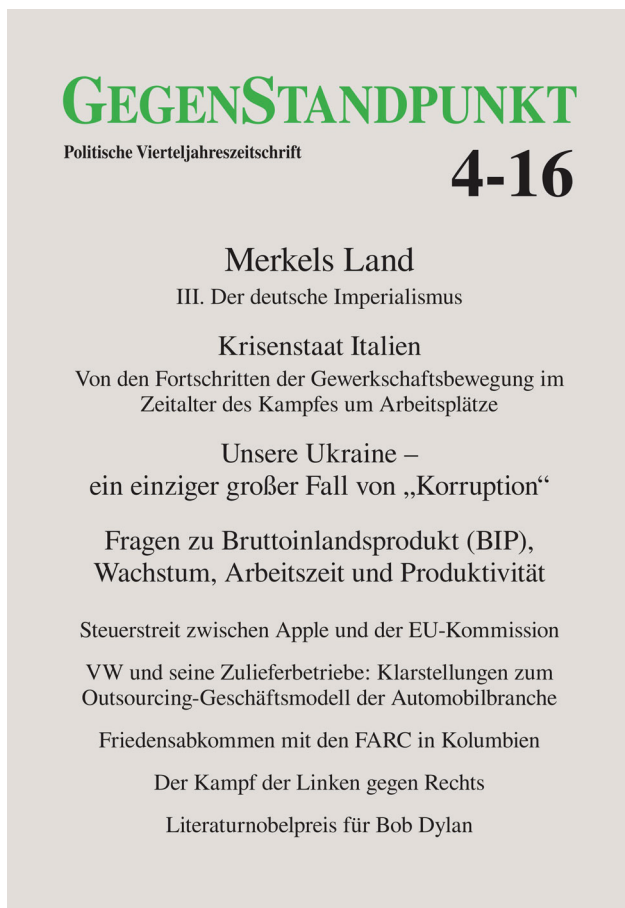 GEGENSTANDPUNKT
Politische Vierteljahreszeitschrift
4-16
Merkels Land
III. Der deutsche Imperialismus
Krisenstaat Italien
Von den Fortschritten der Gewerkschaftsbewegung im
Zeitalter des Kampfes um Arbeitsplätze
Unsere Ukraine –
ein einziger großer Fall von „Korruption“
Fragen zu Bruttoinlandsprodukt (BIP),
Wachstum, Arbeitszeit und Produktivität
Steuerstreit zwischen Apple und der EU-Kommission
VW und seine Zulieferbetriebe: Klarstellungen zum
Outsourcing-Geschäftsmodell der Automobilbranche
Friedensabkommen mit den FARC in Kolumbien
Der Kampf der Linken gegen Rechts
Literaturnobelpreis für Bob Dylan